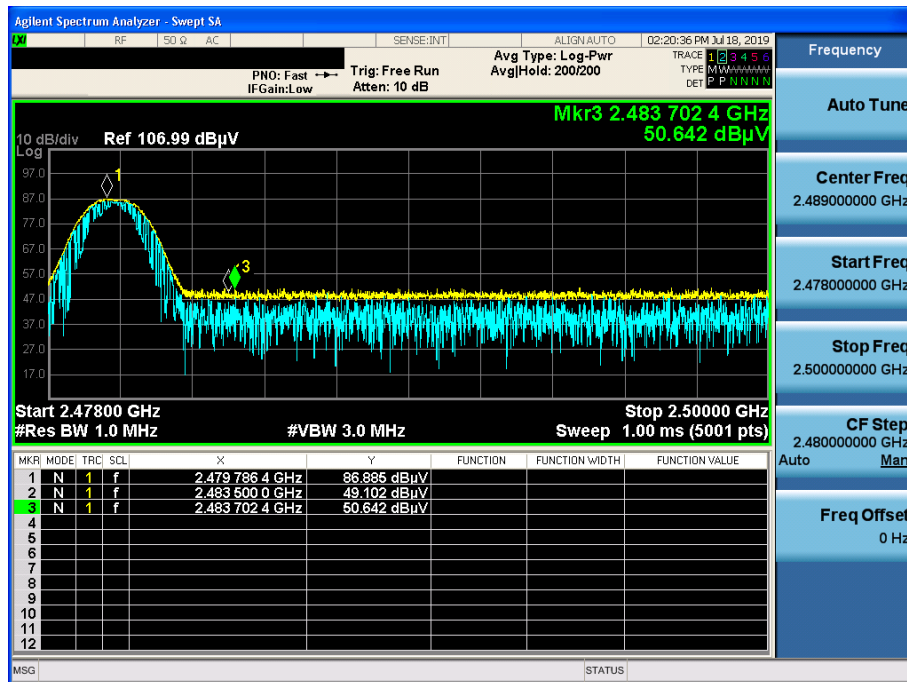 Agilent Spectrum Analyzer - Swept SA
LXI RF 50 Ω AC SENSE:INT ALIGN AUTO 02:20:36 PM Jul 18, 2019
PNO: Fast
IFGain:Low
Trig: Free Run
Atten: 10 dB
Avg Type: Log-Pwr
Avg|Hold: 200/200
TRACE 1 2 3 4 5 6
TYPE MWWWWW
DET P P N N N N
Mkr3 2.483 702 4 GHz
50.642 dBµV
10 dB/div Ref 106.99 dBµV
Log
97.0
87.0
77.0
67.0
57.0
47.0
37.0
27.0
17.0
1
3
Start 2.47800 GHz Stop 2.50000 GHz
#Res BW 1.0 MHz #VBW 3.0 MHz Sweep 1.00 ms (5001 pts)
MKR MODE TRC SCL X Y FUNCTION FUNCTION WIDTH FUNCTION VALUE
1 N 1 f 2.479 786 4 GHz 86.885 dBµV
2 N 1 f 2.483 500 0 GHz 49.102 dBµV
3 N 1 f 2.483 702 4 GHz 50.642 dBµV
4
5
6
7
8
9
10
11
12
MSG STATUS
Frequency
Auto Tune
Center Freq
2.489000000 GHz
Start Freq
2.478000000 GHz
Stop Freq
2.500000000 GHz
CF Step
2.480000000 GHz
Auto Man
Freq Offset
0 Hz